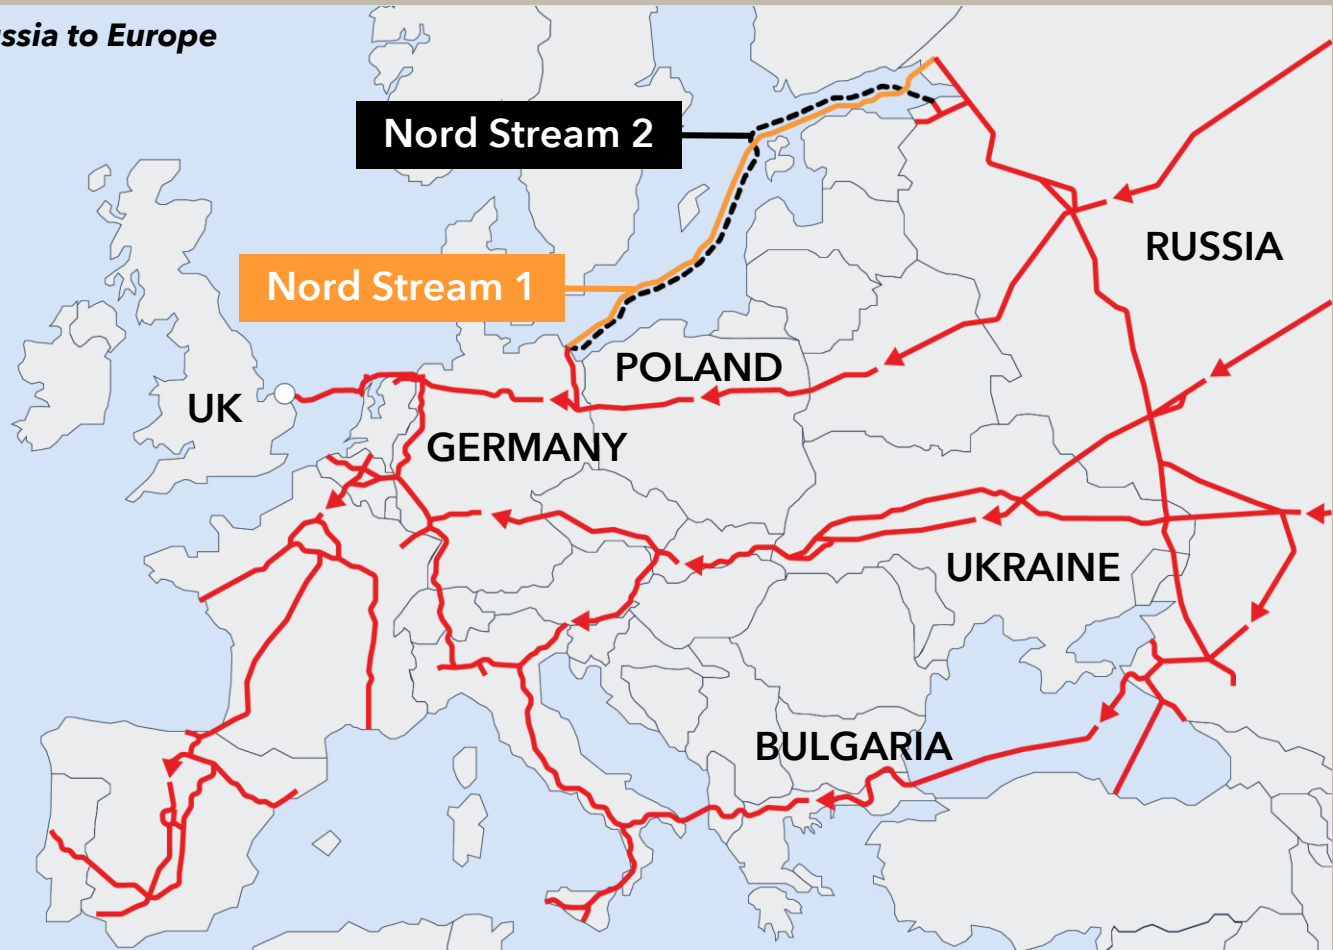 ssia to Europe
Nord Stream 2
RUSSIA
Nord Stream 1
POLAND
UK
GERMANY
UKRAINE
BULGARIA